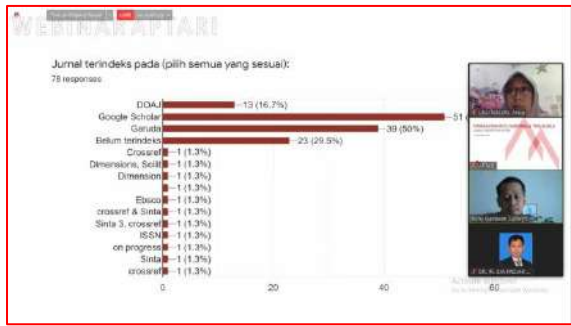 WEBINAR APTARI
LIVE
Jurnal terindeks pada (pilih semua yang sesuai):
78 responses
DOAJ 13 (16.7%)
Google Scholar 51 (
Garuda 39 (50%)
Belum terindeks 23 (29.5%)
Crossref 1 (1.3%)
Dimensions, Scilit 1 (1.3%)
Dimension 1 (1.3%)
1 (1.3%)
Ebsco 1 (1.3%)
crossref & Sinta 1 (1.3%)
Sinta 3, crossref 1 (1.3%)
ISSN 1 (1.3%)
on progress 1 (1.3%)
Sinta 1 (1.3%)
crossref 1 (1.3%)
0 20 40 60